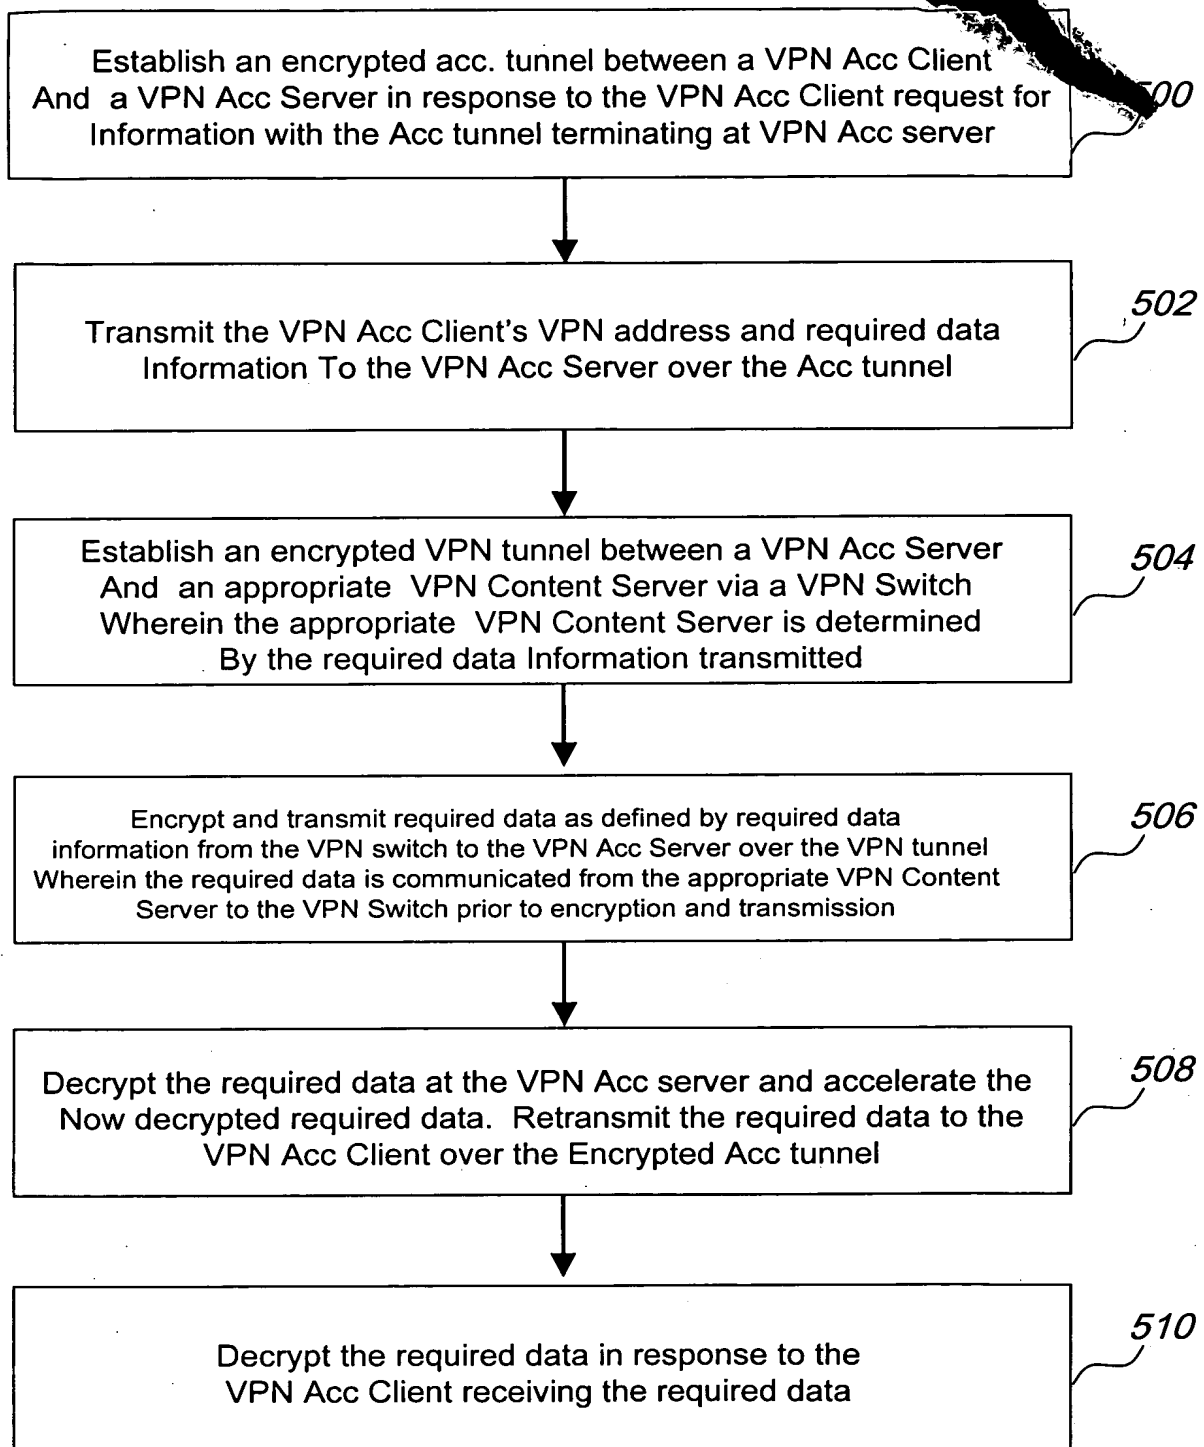 Establish an encrypted acc. tunnel between a VPN Acc Client
And a VPN Acc Server in response to the VPN Acc Client request for
Information with the Acc tunnel terminating at VPN Acc server
Transmit the VPN Acc Client's VPN address and required data
Information To the VPN Acc Server over the Acc tunnel
502
Establish an encrypted VPN tunnel between a VPN Acc Server
And an appropriate VPN Content Server via a VPN Switch
Wherein the appropriate VPN Content Server is determined
By the required data Information transmitted
504
Encrypt and transmit required data as defined by required data
information from the VPN switch to the VPN Acc Server over the VPN tunnel
Wherein the required data is communicated from the appropriate VPN Content
Server to the VPN Switch prior to encryption and transmission
506
Decrypt the required data at the VPN Acc server and accelerate the
Now decrypted required data. Retransmit the required data to the
VPN Acc Client over the Encrypted Acc tunnel
508
Decrypt the required data in response to the
VPN Acc Client receiving the required data
510